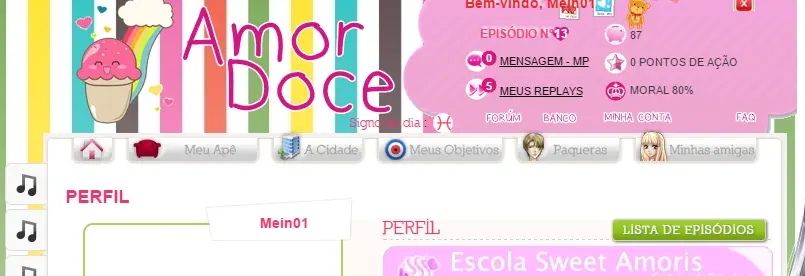 Amor
Doce
Bem-vindo, Mein01
EPISÓDIO Nº 13
87
0
MENSAGEM - MP
0 PONTOS DE AÇÃO
5
MEUS REPLAYS
MORAL 80%
Signo do dia :
FORÚM
BANCO
MINHA CONTA
FAQ
Meu Apê
A Cidade
Meus Objetivos
Paqueras
Minhas amigas
PERFIL
Mein01
PERFIL
LISTA DE EPISÓDIOS
Escola Sweet Amoris